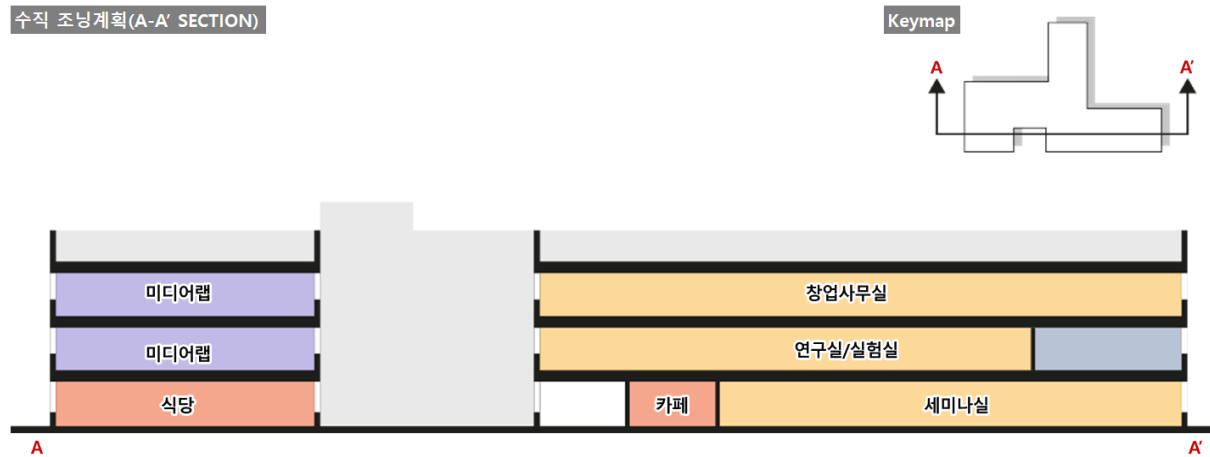 수직 조닝계획(A-A’ SECTION)
Keymap
A
A’
미디어랩
창업사무실
미디어랩
연구실/실험실
식당
카페
세미나실
A
A’